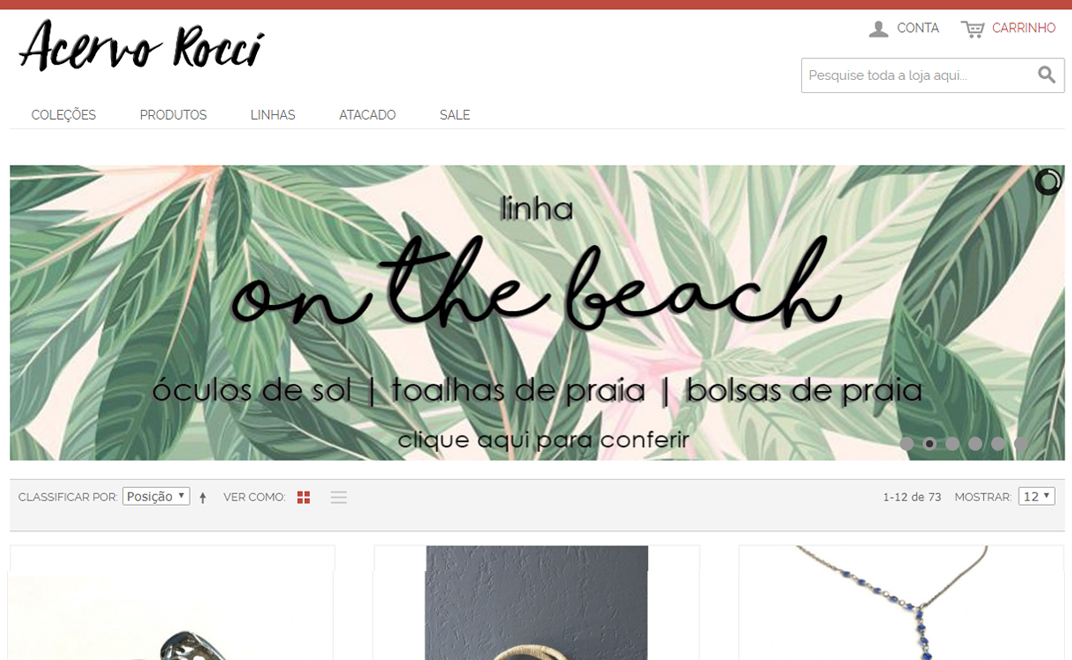 Acervo Rocci
CONTA
CARRINHO
Pesquise toda a loja aqui...
COLEÇÕES
PRODUTOS
LINHAS
ATACADO
SALE
linha
on the beach
óculos de sol | toalhas de praia | bolsas de praia
clique aqui para conferir
CLASSIFICAR POR: Posição
VER COMO:
1-12 de 73
MOSTRAR: 12